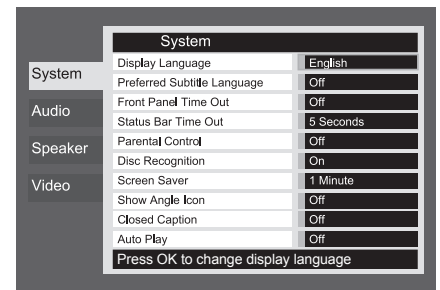 System
System
Audio
Speaker
Video
Display Language English
Preferred Subtitle Language Off
Front Panel Time Out Off
Status Bar Time Out 5 Seconds
Parental Control Off
Disc Recognition On
Screen Saver 1 Minute
Show Angle Icon Off
Closed Caption Off
Auto Play Off
Press OK to change display language